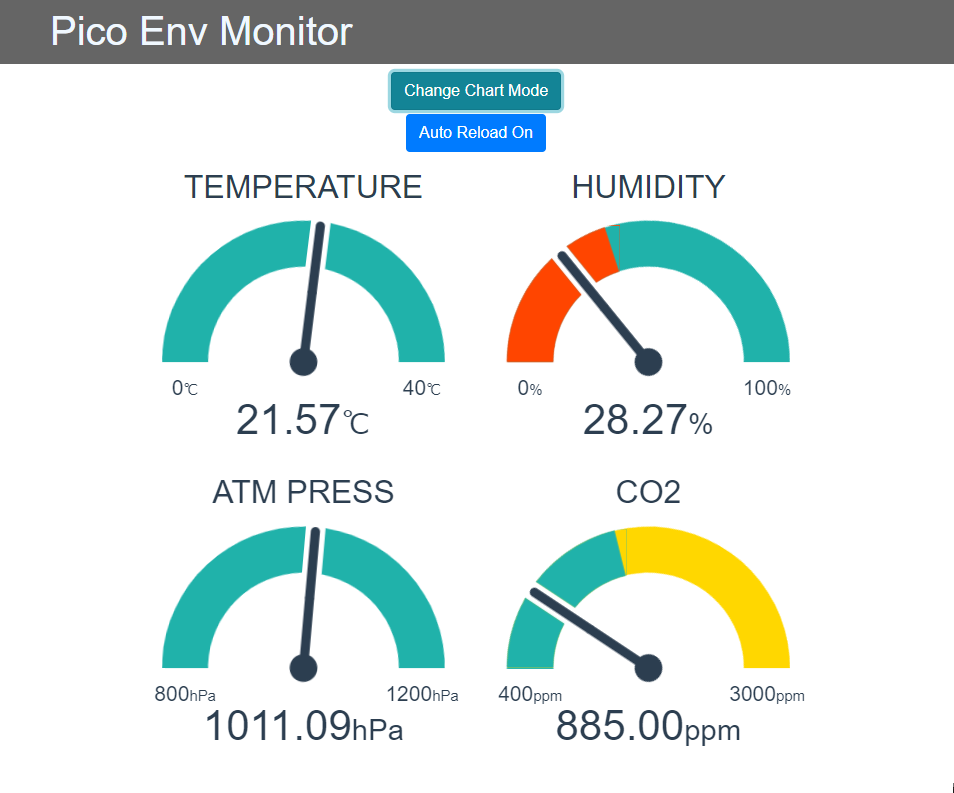 Pico Env Monitor
Change Chart Mode
Auto Reload On
TEMPERATURE
0℃ 40℃
21.57℃
HUMIDITY
0% 100%
28.27%
ATM PRESS
800hPa 1200hPa
1011.09hPa
CO2
400ppm 3000ppm
885.00ppm